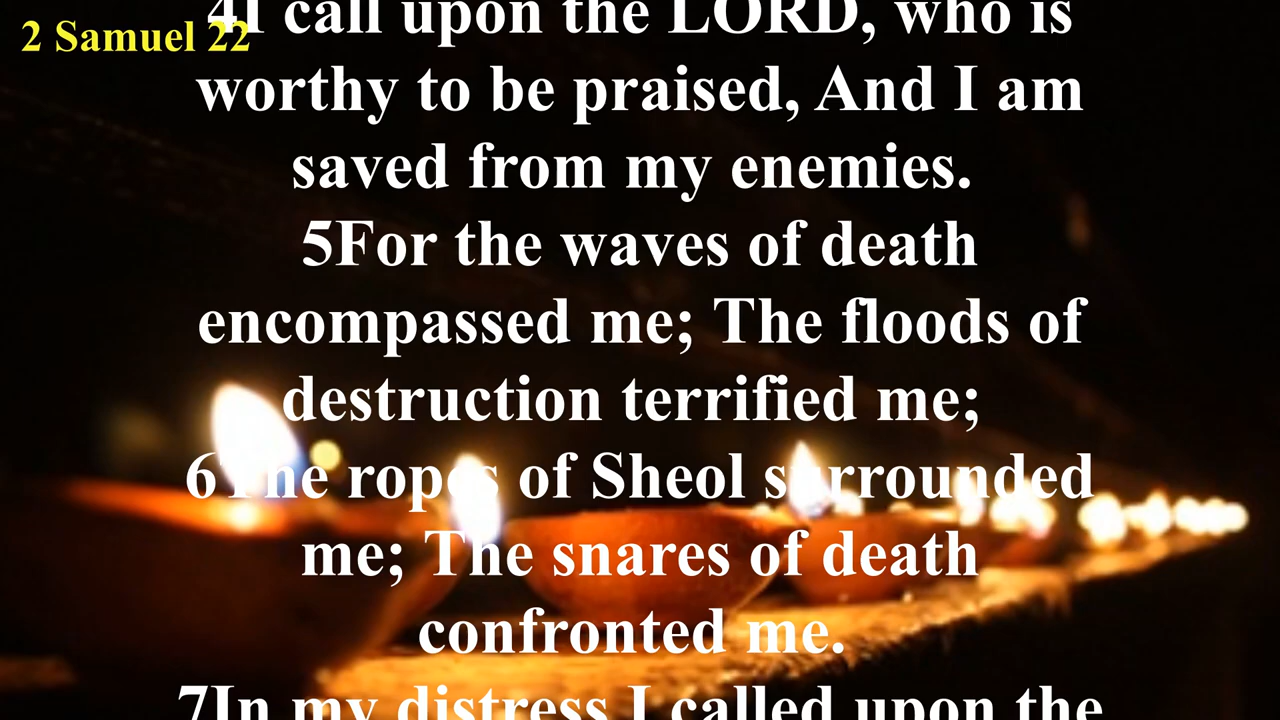 2 Samuel 22
4I call upon the LORD, who is
worthy to be praised, And I am
saved from my enemies.
5For the waves of death
encompassed me; The floods of
destruction terrified me;
6The ropes of Sheol surrounded
me; The snares of death
confronted me.
7In my distress I called upon the